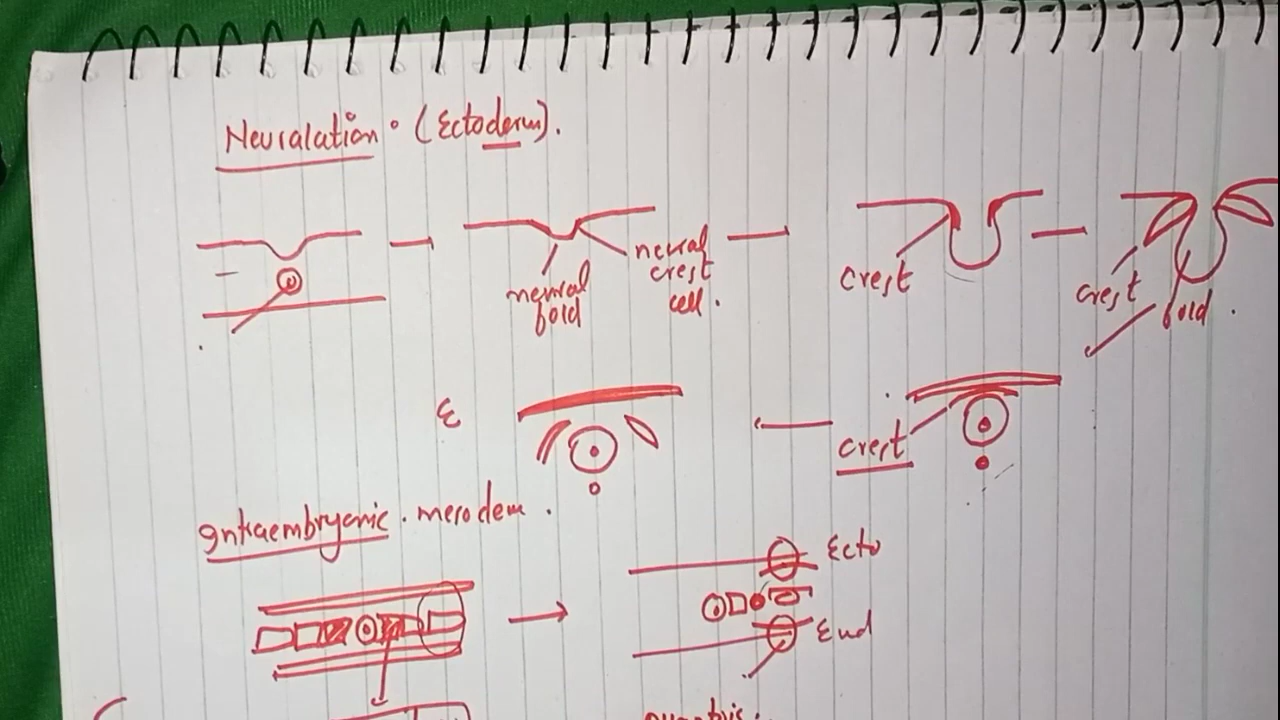 Neuralation (Ectoderm).
neural fold
neural crest cell.
crest
crest
fold.
ε
crest
Intraembryonic. mesoderm.
Ecto
End